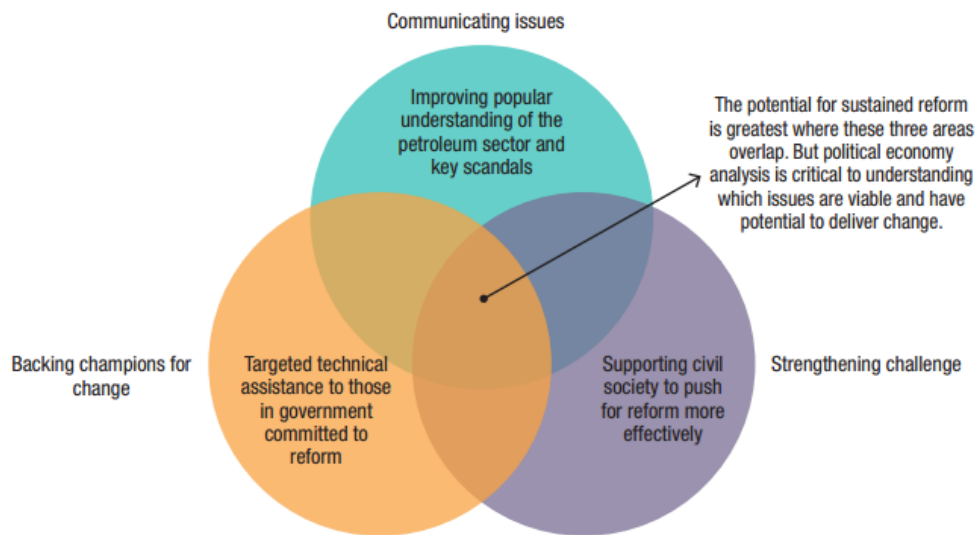 Communicating issues
Improving popular
understanding of the
petroleum sector and
key scandals
The potential for sustained reform
is greatest where these three areas
overlap. But political economy
analysis is critical to understanding
which issues are viable and have
potential to deliver change.
Backing champions for
change
Targeted technical
assistance to those
in government
committed to
reform
Supporting civil
society to push
for reform more
effectively
Strengthening challenge